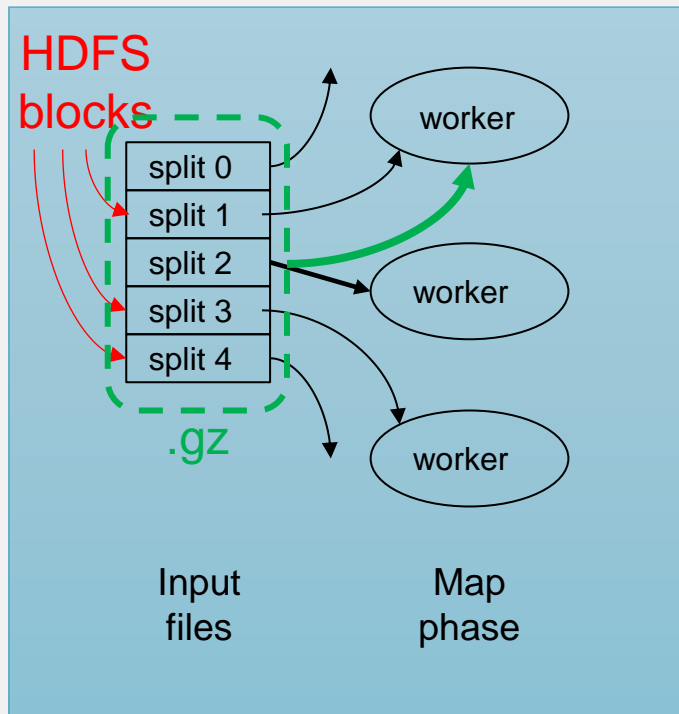 HDFS
blocks
worker
split 0
split 1
split 2
worker
split 3
split 4
.gz
worker
Input
files
Map
phase